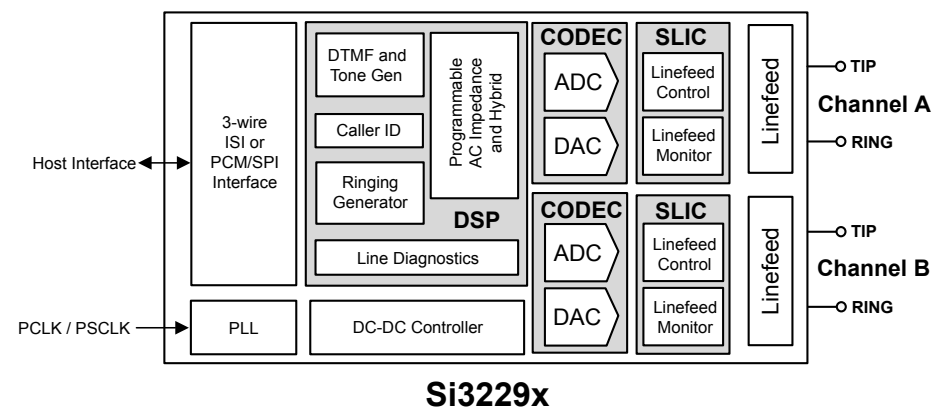 Host Interface
PCLK / PSCLK
3-wire
ISI or
PCM/SPI
Interface
PLL
DTMF and
Tone Gen
Caller ID
Ringing
Generator
Programmable
AC Impedance
and Hybrid
DSP
Line Diagnostics
DC-DC Controller
CODEC
ADC
DAC
SLIC
Linefeed
Control
Linefeed
Monitor
Linefeed
TIP
Channel A
RING
CODEC
ADC
DAC
SLIC
Linefeed
Control
Linefeed
Monitor
Linefeed
TIP
Channel B
RING
Si3229x